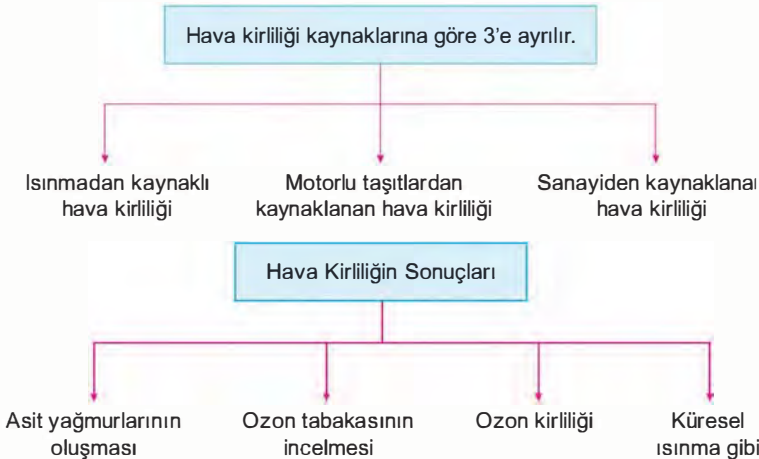 Hava kirliliği kaynaklarına göre 3'e ayrılır.
Isınmadan kaynaklı
hava kirliliği
Motorlu taşıtlardan
kaynaklanan hava kirliliği
Sanayiden kaynaklanan
hava kirliliği
Hava Kirliliğin Sonuçları
Asit yağmurlarının
oluşması
Ozon tabakasının
incelmesi
Ozon kirliliği
Küresel
ısınma gibi